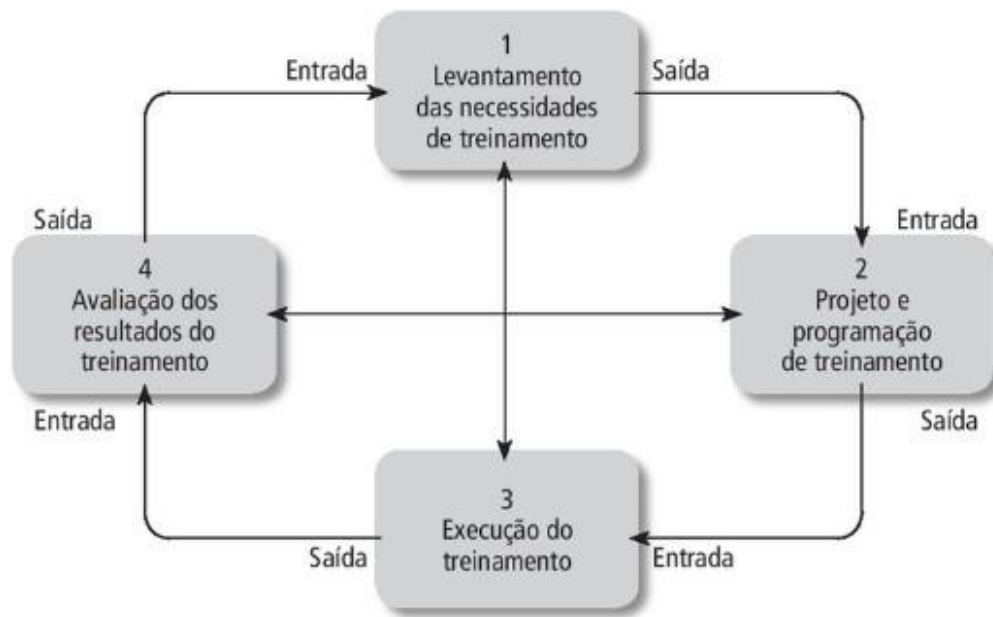 1
Levantamento
das necessidades
de treinamento
Entrada
Saída
Saída
4
Avaliação dos
resultados do
treinamento
Entrada
Entrada
2
Projeto e
programação
de treinamento
Saída
3
Execução do
treinamento
Saída
Entrada